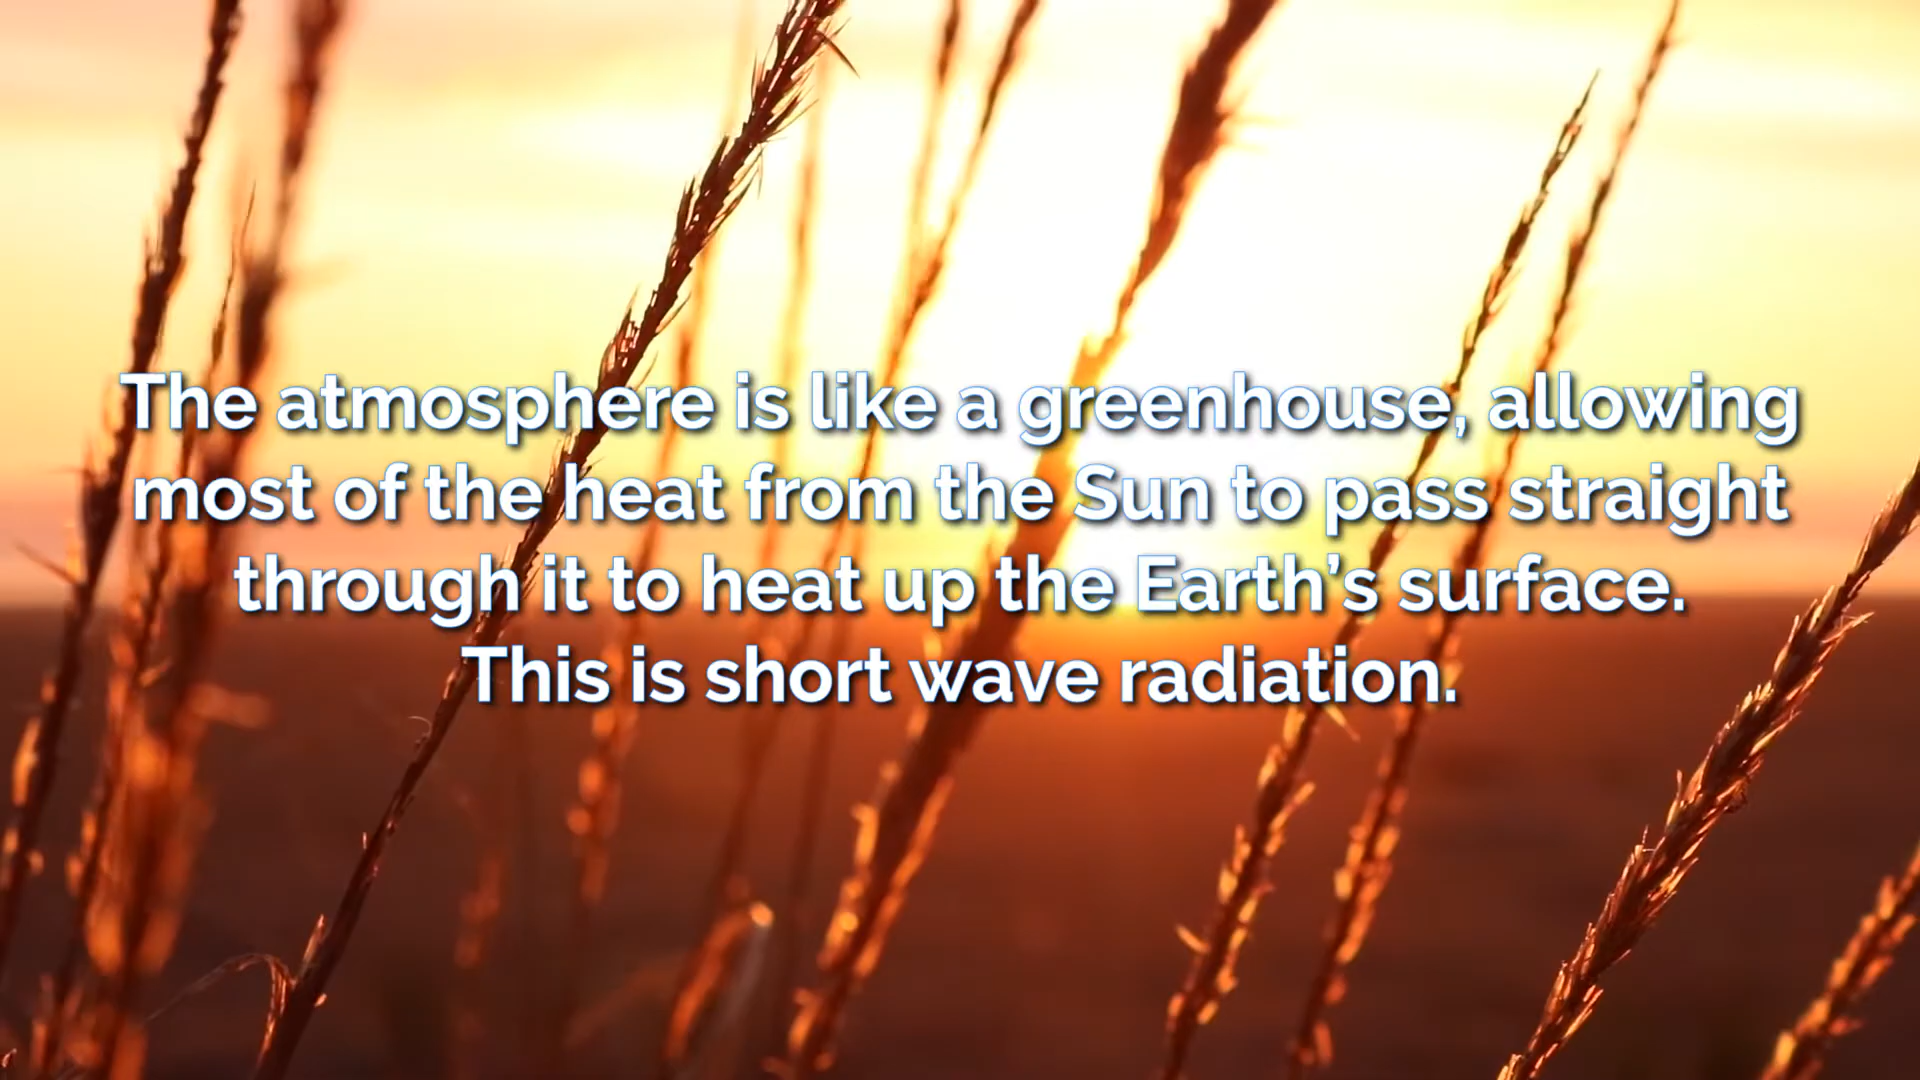 The atmosphere is like a greenhouse, allowing
most of the heat from the Sun to pass straight
through it to heat up the Earth’s surface.
This is short wave radiation.